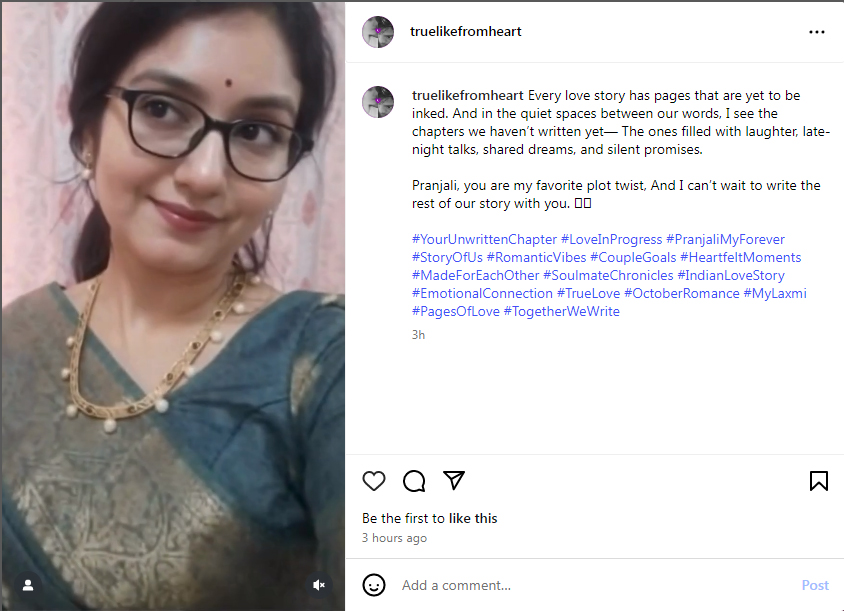 truelikefromheart
truelikefromheart Every love story has pages that are yet to be
inked. And in the quiet spaces between our words, I see the
chapters we haven’t written yet— The ones filled with laughter, late-
night talks, shared dreams, and silent promises.
Pranjali, you are my favorite plot twist, And I can’t wait to write the
rest of our story with you. 
#YourUnwrittenChapter #LoveInProgress #PranjaliMyForever
#StoryOfUs #RomanticVibes #CoupleGoals #HeartfeltMoments
#MadeForEachOther #SoulmateChronicles #IndianLoveStory
#EmotionalConnection #TrueLove #OctoberRomance #MyLaxmi
#PagesOfLove #TogetherWeWrite
3h
Be the first to like this
3 hours ago
Add a comment...
Post